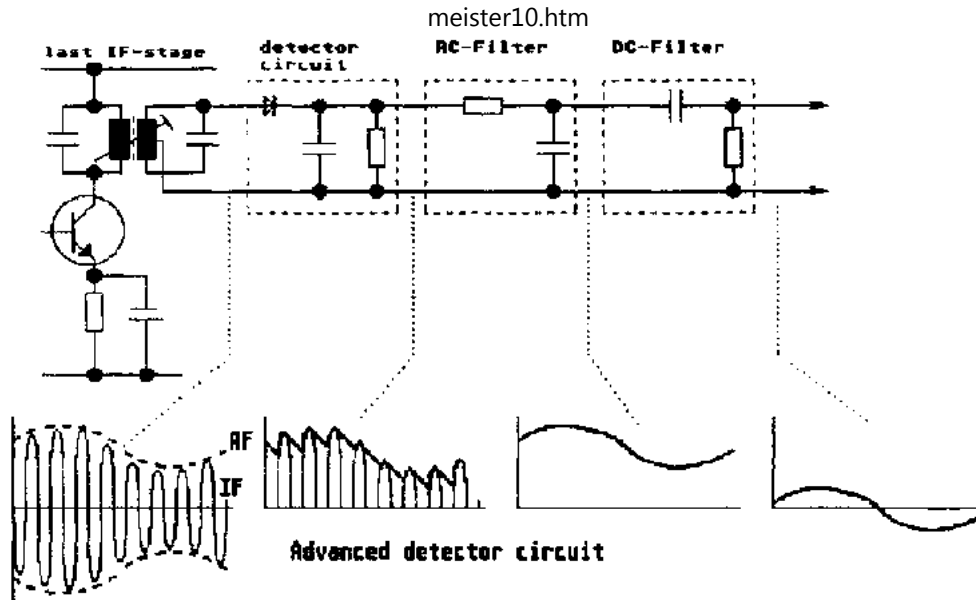 meister10.htm
last IF-stage
detector
circuit
RC-Filter
DC-Filter
AF
IF
Advanced detector circuit